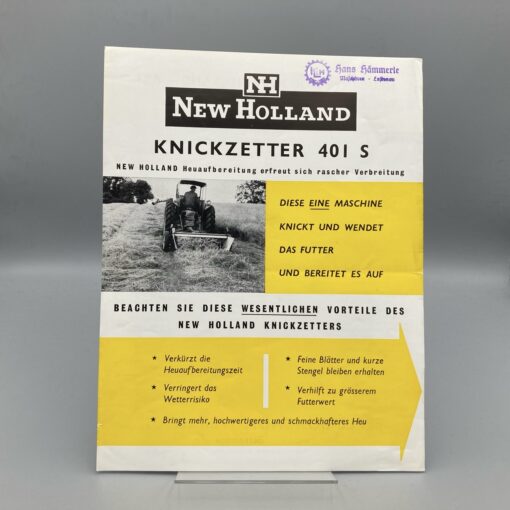 Hans Hämmerle
Maschinen - Lustenau
NH
NEW HOLLAND
KNICKZETTER 401 S
NEW HOLLAND Heuaufbereitung erfreut sich rascher Verbreitung
DIESE EINE MASCHINE
KNICKT UND WENDET
DAS FUTTER
UND BEREITET ES AUF
BEACHTEN SIE DIESE WESENTLICHEN VORTEILE DES
NEW HOLLAND KNICKZETTERS
★ Verkürzt die
Heuaufbereitungszeit
★ Verringert das
Wetterrisiko
★ Feine Blätter und kurze
Stengel bleiben erhalten
★ Verhilft zu grösserem
Futterwert
★ Bringt mehr, hochwertigeres und schmackhafteres Heu